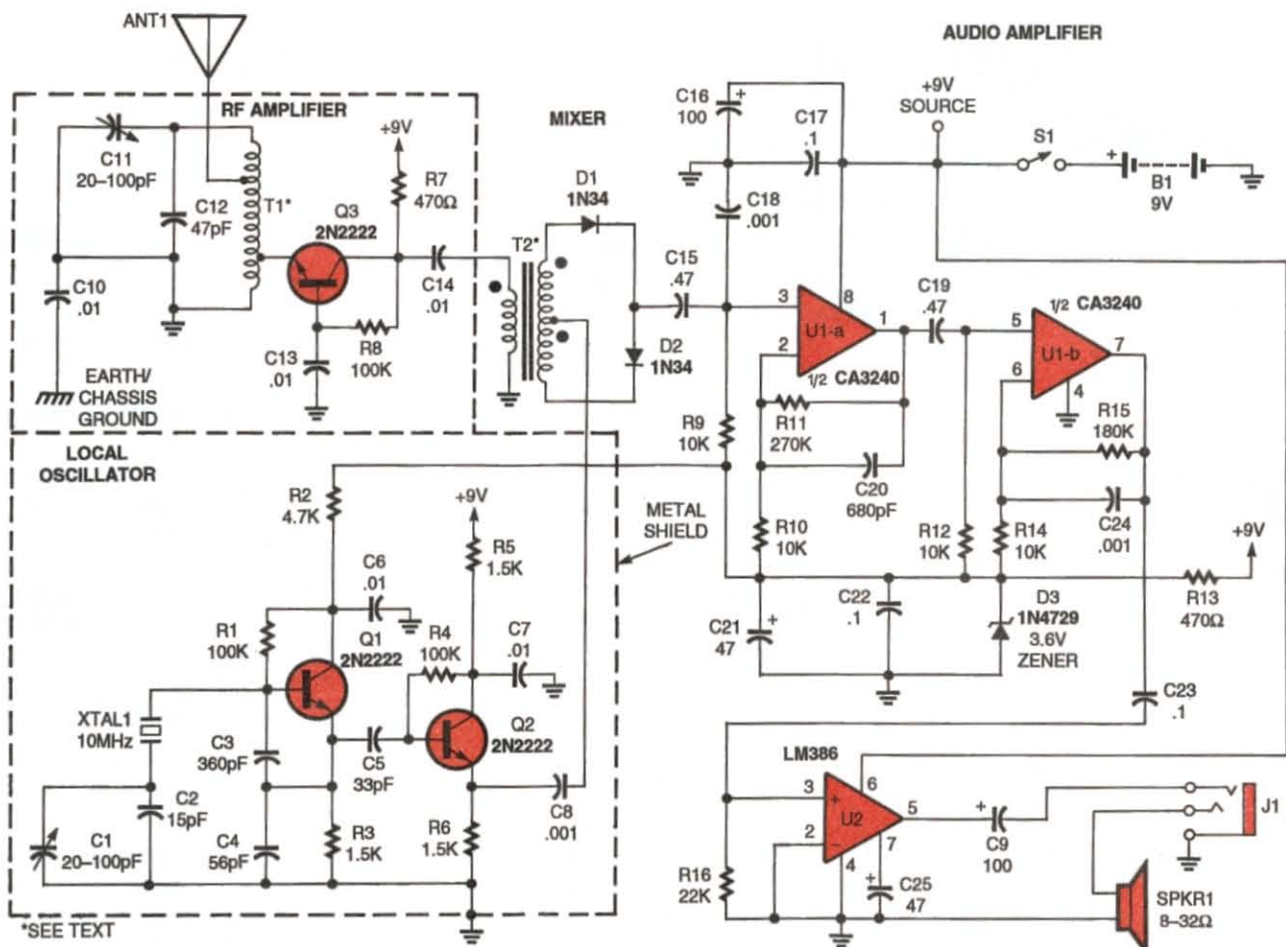 ANT1
AUDIO AMPLIFIER
RF AMPLIFIER
MIXER
C11
20–100pF
C12
47pF
T1*
Q3
2N2222
+9V
R7
470Ω
C14
.01
C10
.01
C13
.01
R8
100K
EARTH/
CHASSIS
GROUND
T2*
D1
1N34
D2
1N34
C15
.47
C16
100
+
C17
.1
C18
.001
+9V
SOURCE
S1
+
B1
9V
3
2
8
1
U1-a
1/2 CA3240
C19
.47
1/2 CA3240
5
6
7
4
U1-b
R9
10K
R11
270K
C20
680pF
R10
10K
R12
10K
R14
10K
R15
180K
C24
.001
+9V
R13
470Ω
C21
47
+
C22
.1
D3
1N4729
3.6V
ZENER
C23
.1
LOCAL
OSCILLATOR
R2
4.7K
+9V
R5
1.5K
METAL
SHIELD
C6
.01
R1
100K
Q1
2N2222
R4
100K
C7
.01
XTAL1
10MHz
C3
360pF
C5
33pF
Q2
2N2222
C8
.001
C1
20–100pF
C2
15pF
C4
56pF
R3
1.5K
R6
1.5K
*SEE TEXT
LM386
3
+
2
–
6
U2
5
7
4
R16
22K
+
C25
47
+
C9
100
J1
SPKR1
8–32Ω